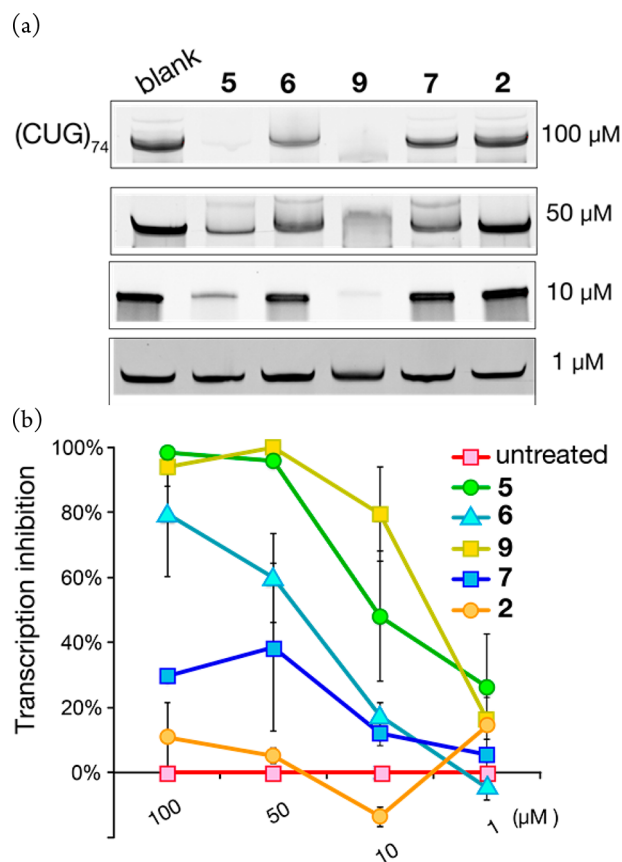 (a)
blank 5 6 9 7 2
(CUG)74 100 µM
50 µM
10 µM
1 µM
(b)
100%
80%
60%
40%
20%
0%
Transcription inhibition
untreated
5
6
9
7
2
100 50 10 1 (µM )